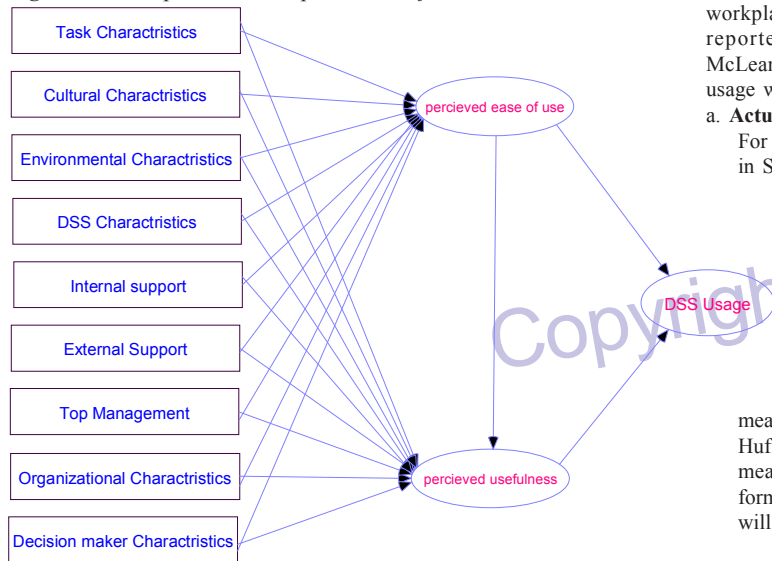 Task Charactristics
Cultural Charactristics
Environmental Charactristics
DSS Charactristics
Internal support
External Support
Top Management
Organizational Charactristics
Decision maker Charactristics
percieved ease of use
percieved usefulness
DSS Usage
McLear
usage w
a. Actu
For
in S
Copyrigh
mea
Huf
mea
form
will